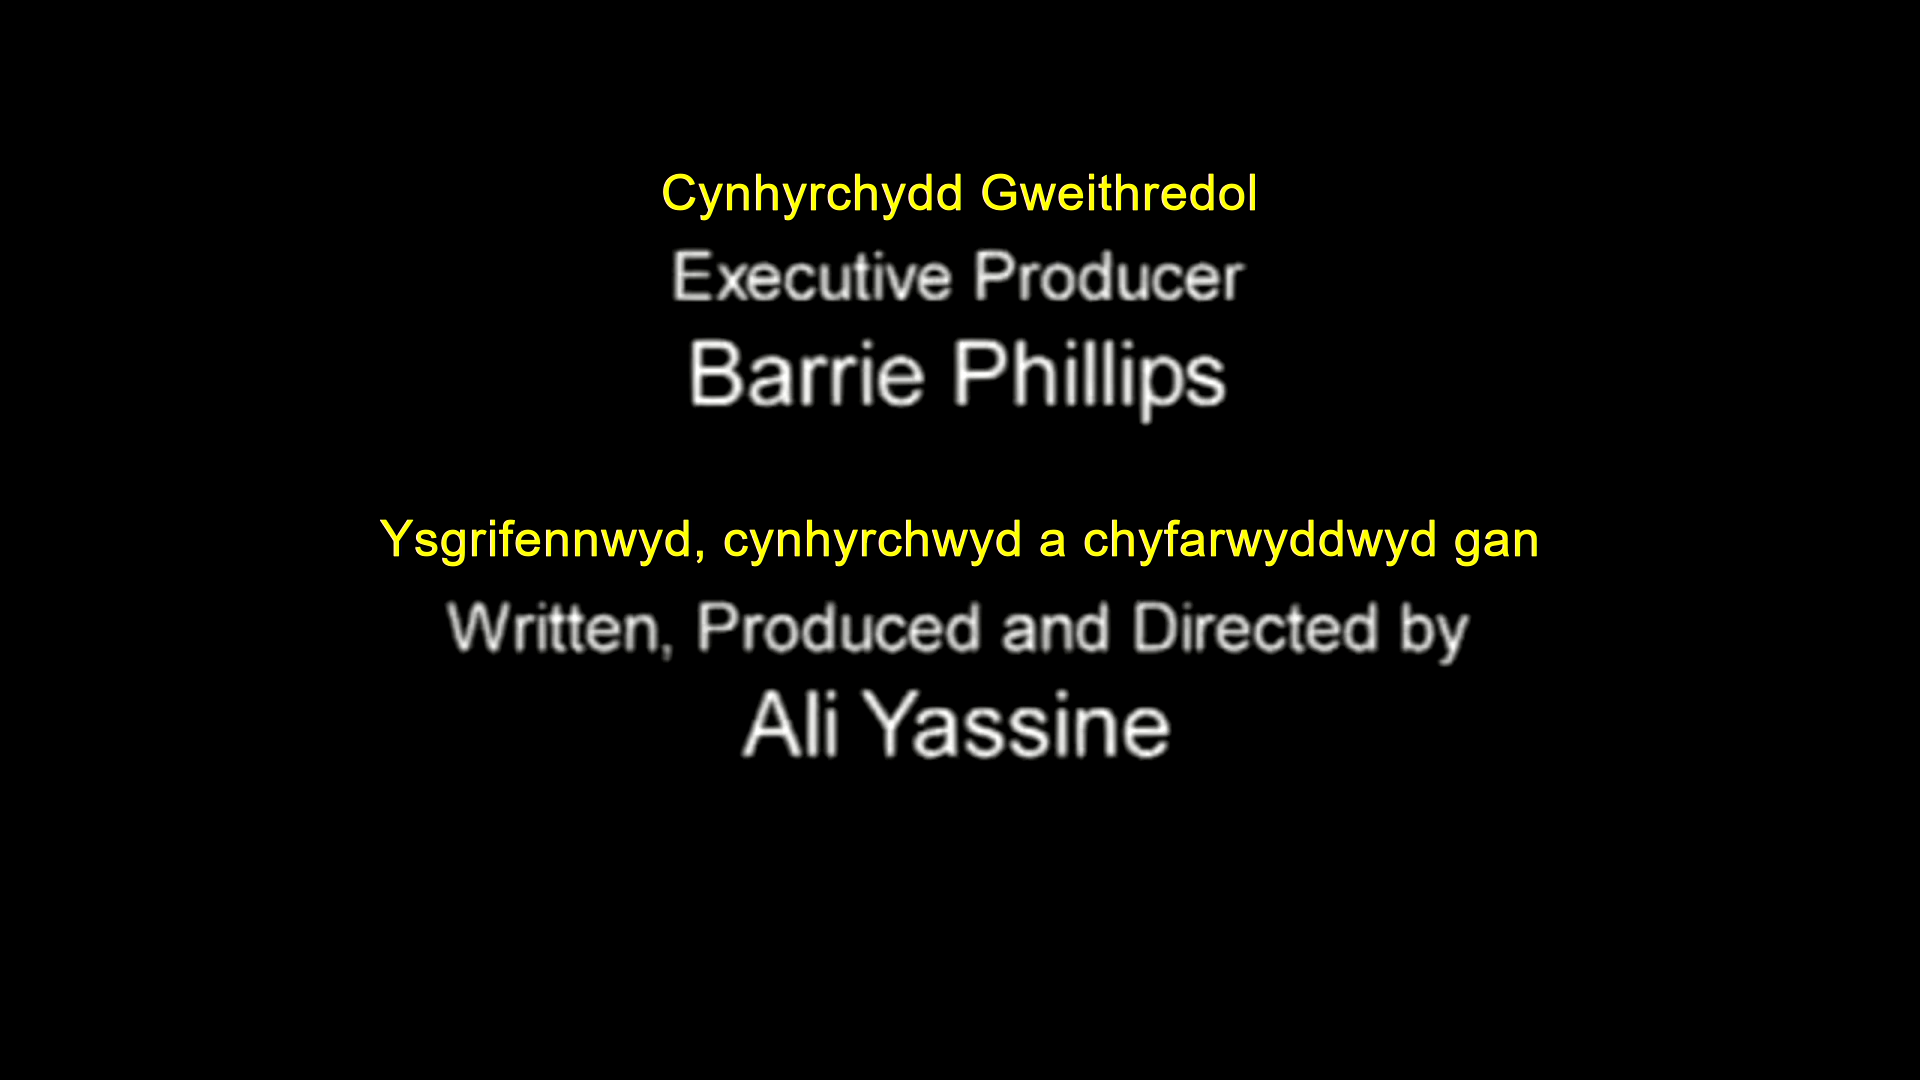 Cynhyrchydd Gweithredol
Executive Producer
Barrie Phillips
Ysgrifennwyd, cynhyrchwyd a chyfarwyddwyd gan
Written, Produced and Directed by
Ali Yassine